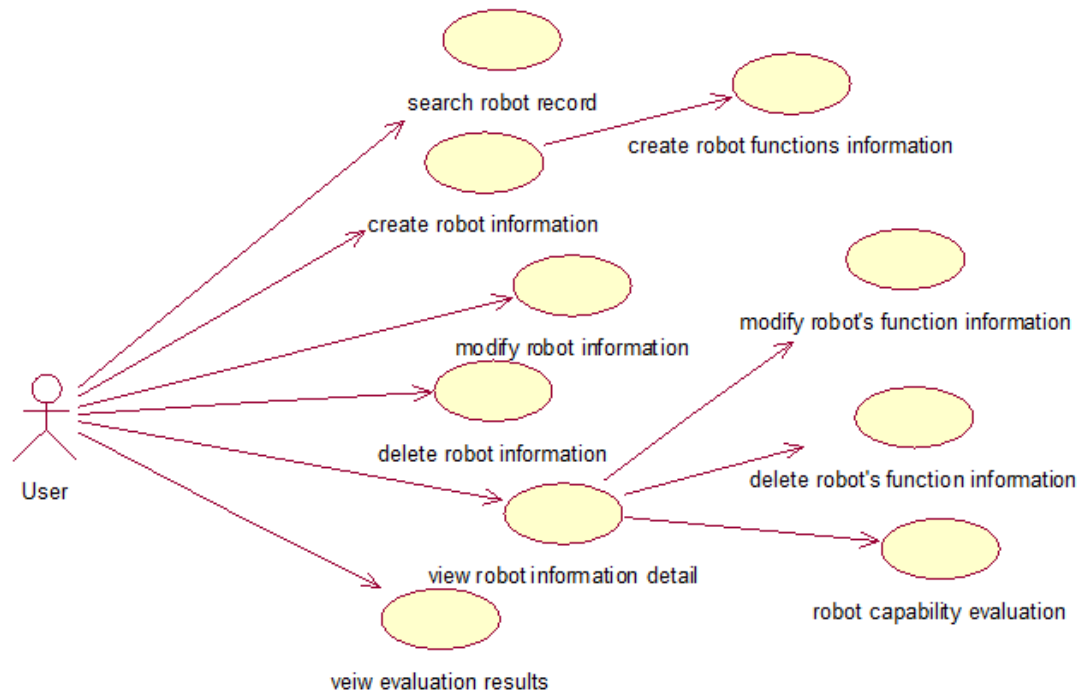 search robot record
create robot functions information
create robot information
modify robot's function information
modify robot information
delete robot information
delete robot's function information
User
view robot information detail
robot capability evaluation
veiw evaluation results